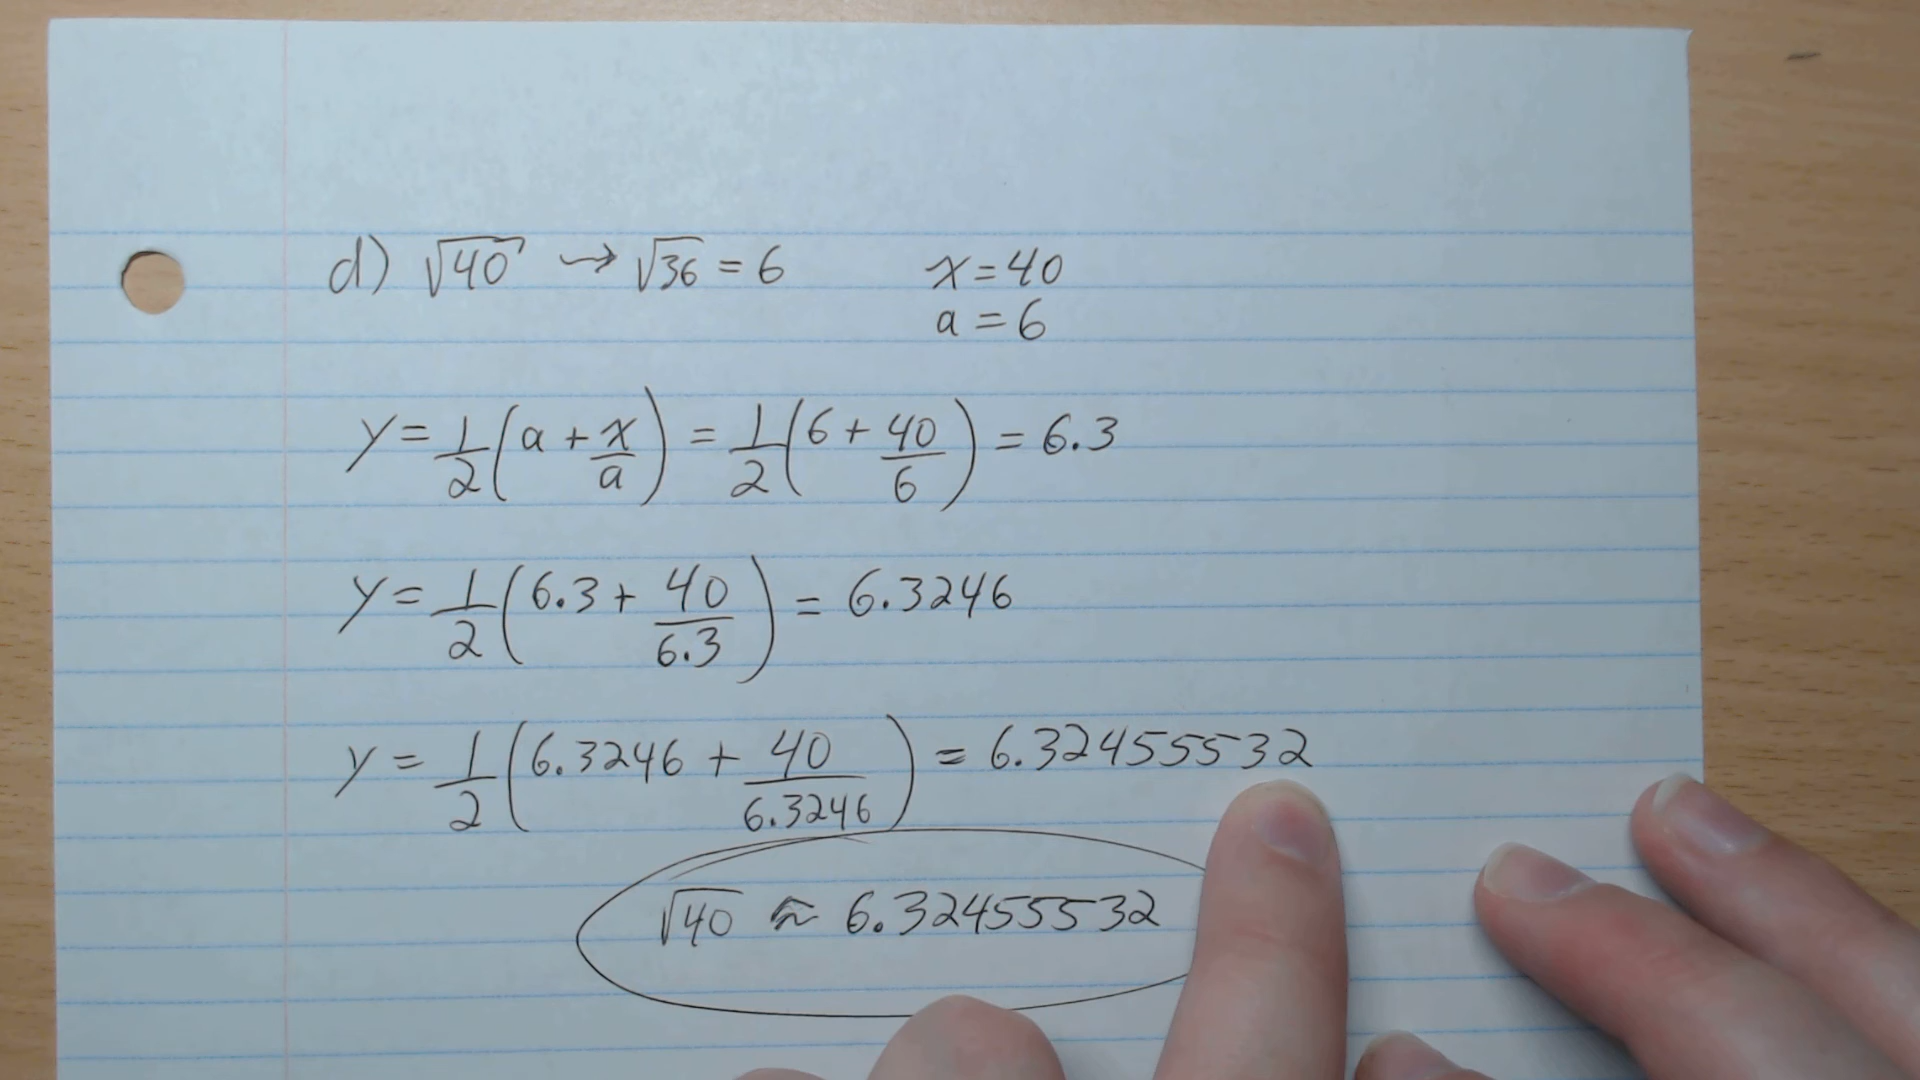 d) √40 → √36 = 6 x = 40
a = 6
y = 1/2 (a + x/a) = 1/2 (6 + 40/6) = 6.3
y = 1/2 (6.3 + 40/6.3) = 6.3246
y = 1/2 (6.3246 + 40/6.3246) = 6.32455532
√40 ≈ 6.32455532